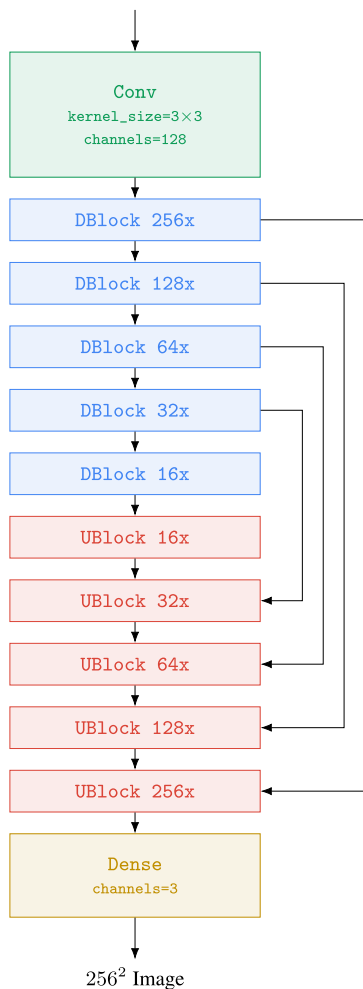 Conv
kernel_size=3×3
channels=128
DBlock 256x
DBlock 128x
DBlock 64x
DBlock 32x
DBlock 16x
UBlock 16x
UBlock 32x
UBlock 64x
UBlock 128x
UBlock 256x
Dense
channels=3
256² Image